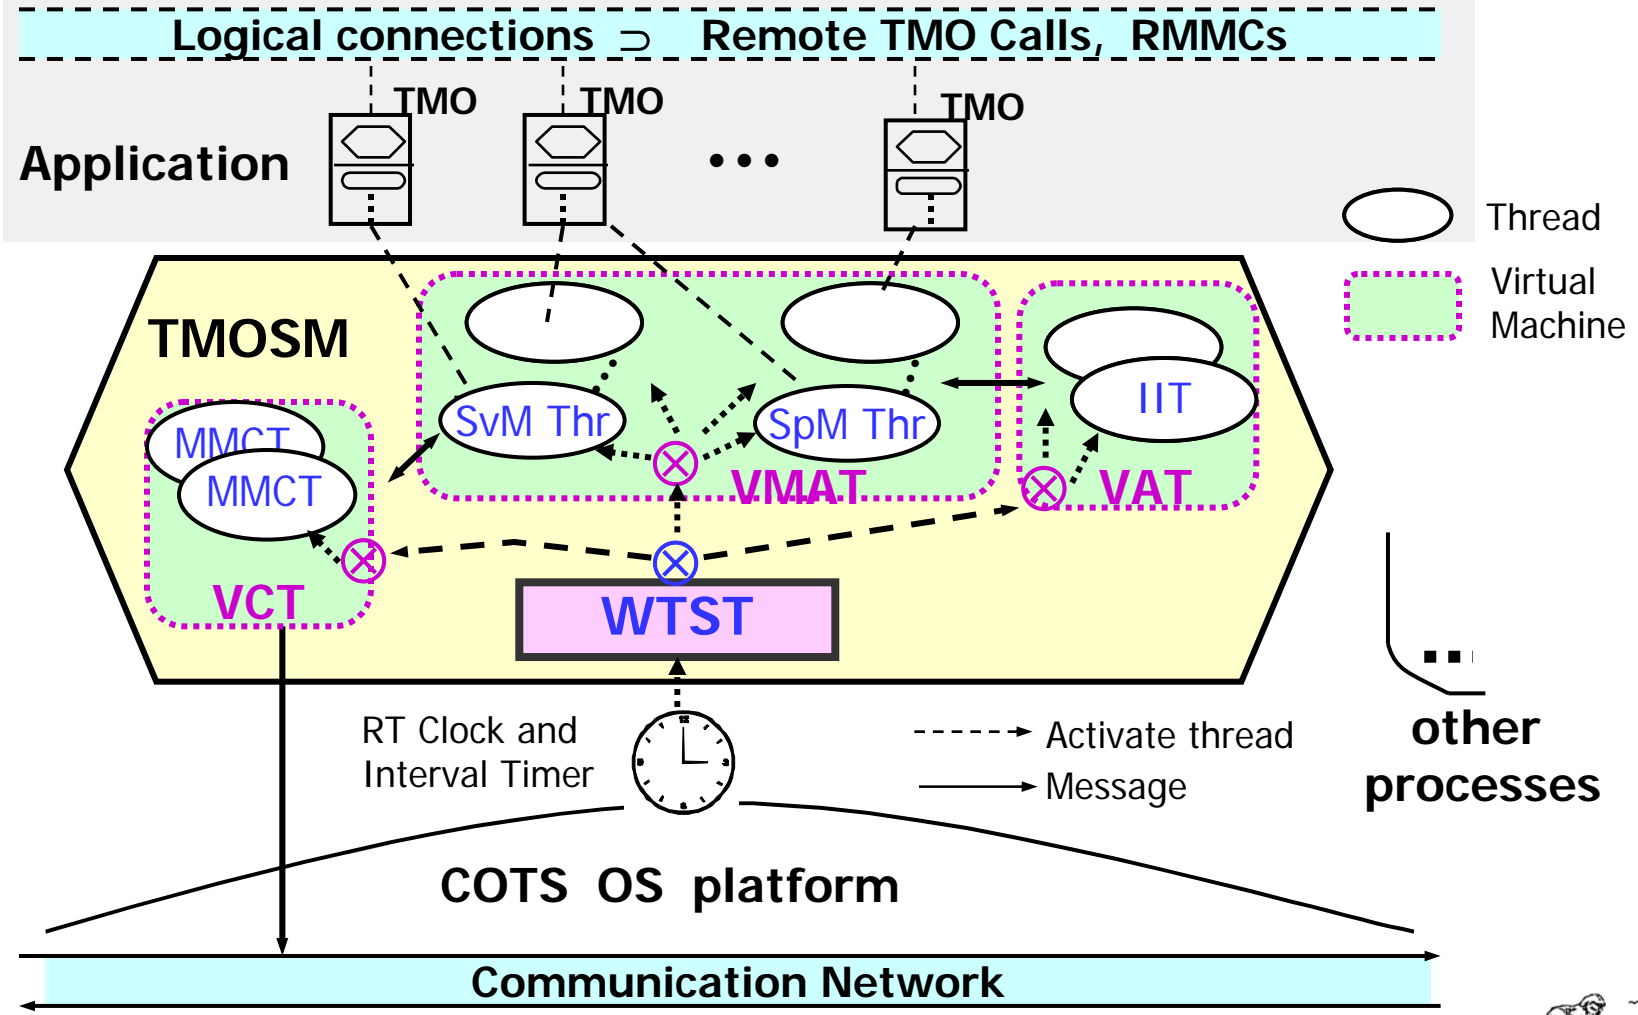 Logical connections ⊃ Remote TMO Calls, RMMCs
TMO
TMO
TMO
Application
•••
Thread
Virtual
Machine
TMOSM
SvM Thr
SpM Thr
IIT
MMCT
MMCT
VMAT
VAT
VCT
WTST
RT Clock and
Interval Timer
Activate thread
Message
...
other
processes
COTS OS platform
Communication Network